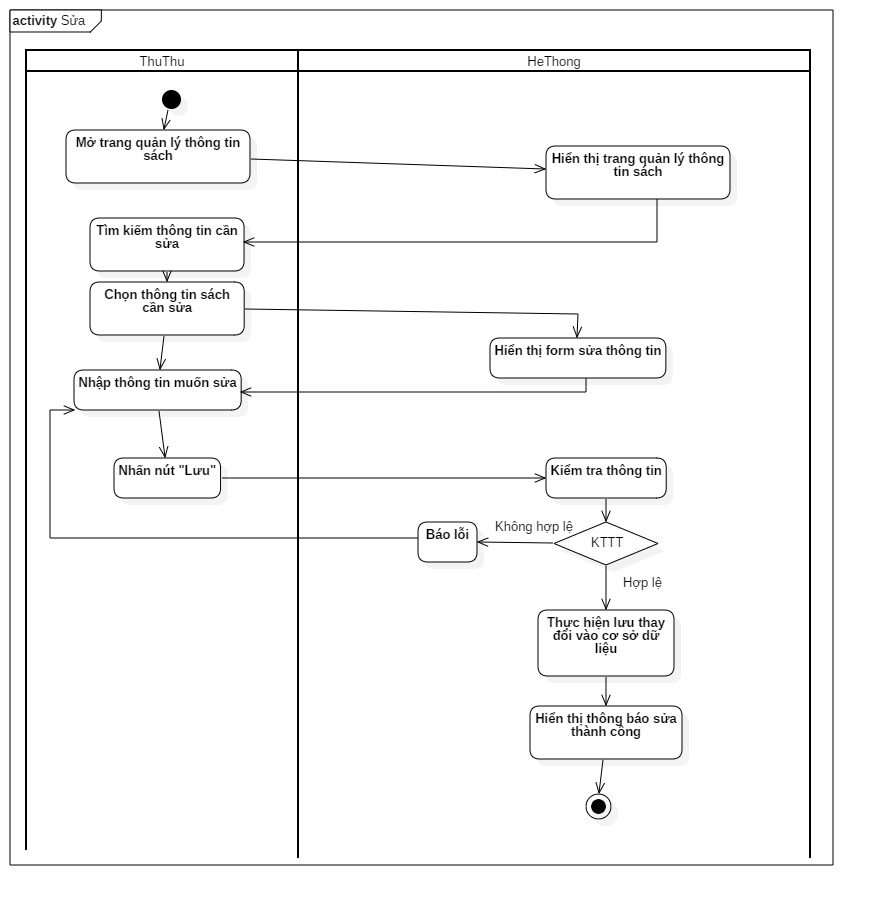 activity Sửa
ThuThu
HeThong
Mở trang quản lý thông tin
sách
Hiển thị trang quản lý thông
tin sách
Tìm kiếm thông tin cần
sửa
Chọn thông tin sách
cần sửa
Hiển thị form sửa thông tin
Nhập thông tin muốn sửa
Nhấn nút "Lưu"
Kiểm tra thông tin
Báo lỗi
Không hợp lệ
KTTT
Hợp lệ
Thực hiện lưu thay
đổi vào cơ sở dữ
liệu
Hiển thị thông báo sửa
thành công